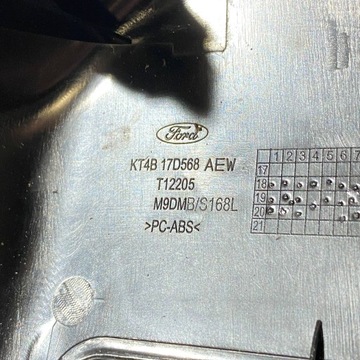 Ford
KT4B 17D568 AEW
T12205
M9DMB/S168L
>PC-ABS<
1 2 3 4 5 6 7
17
18
19
20
21